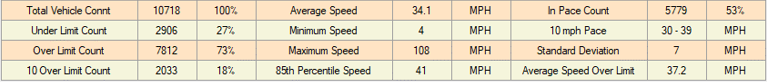 Total Vehicle Connt 10718 100% Average Speed 34.1 MPH In Pace Count 5779 53%
Under Limit Count 2906 27% Minimum Speed 4 MPH 10 mph Pace 30 - 39 MPH
Over Limit Count 7812 73% Maximum Speed 108 MPH Standard Deviation 7 MPH
10 Over Limit Count 2033 18% 85th Percentile Speed 41 MPH Average Speed Over Limit 37.2 MPH